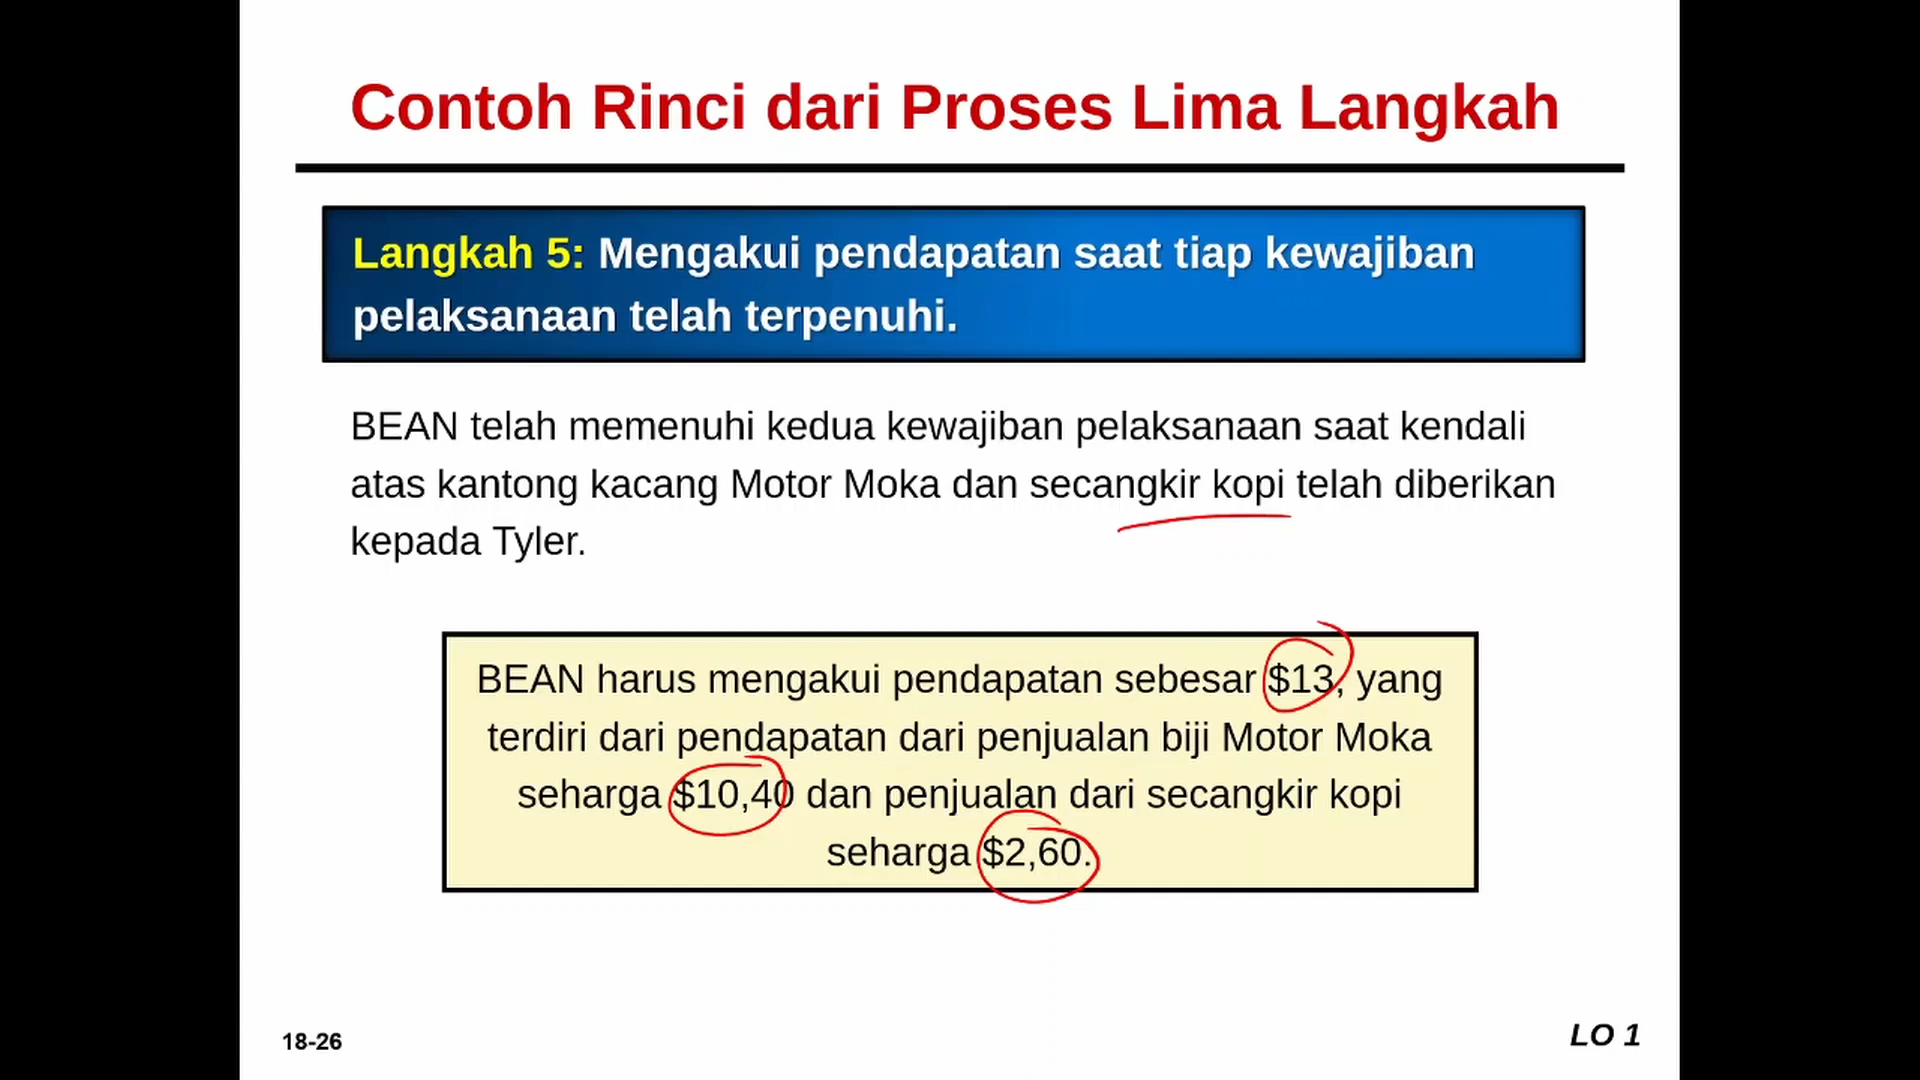 Contoh Rinci dari Proses Lima Langkah
Langkah 5: Mengakui pendapatan saat tiap kewajiban
pelaksanaan telah terpenuhi.
BEAN telah memenuhi kedua kewajiban pelaksanaan saat kendali
atas kantong kacang Motor Moka dan secangkir kopi telah diberikan
kepada Tyler.
BEAN harus mengakui pendapatan sebesar $13, yang
terdiri dari pendapatan dari penjualan biji Motor Moka
seharga $10,40 dan penjualan dari secangkir kopi
seharga $2,60.
18-26
LO 1